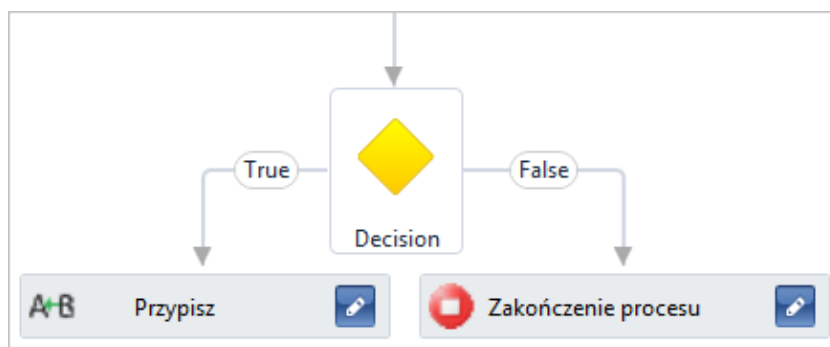 True
False
Decision
A B
Przypisz
Zakończenie procesu